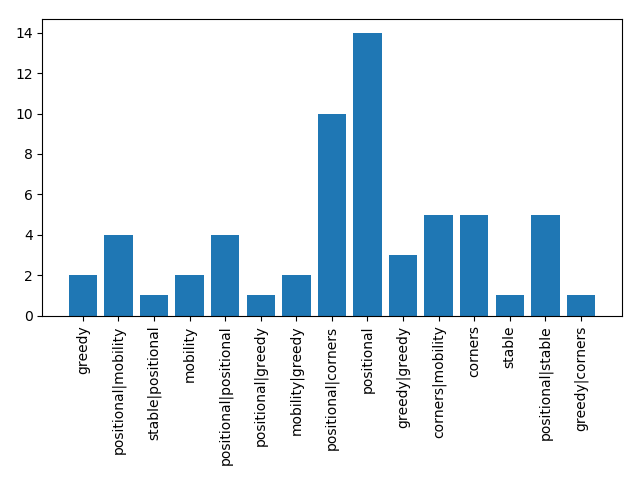 14
12
10
8
6
4
2
0
greedy
positional|mobility
stable|positional
mobility
positional|positional
positional|greedy
mobility|greedy
positional|corners
positional
greedy|greedy
corners|mobility
corners
stable
positional|stable
greedy|corners